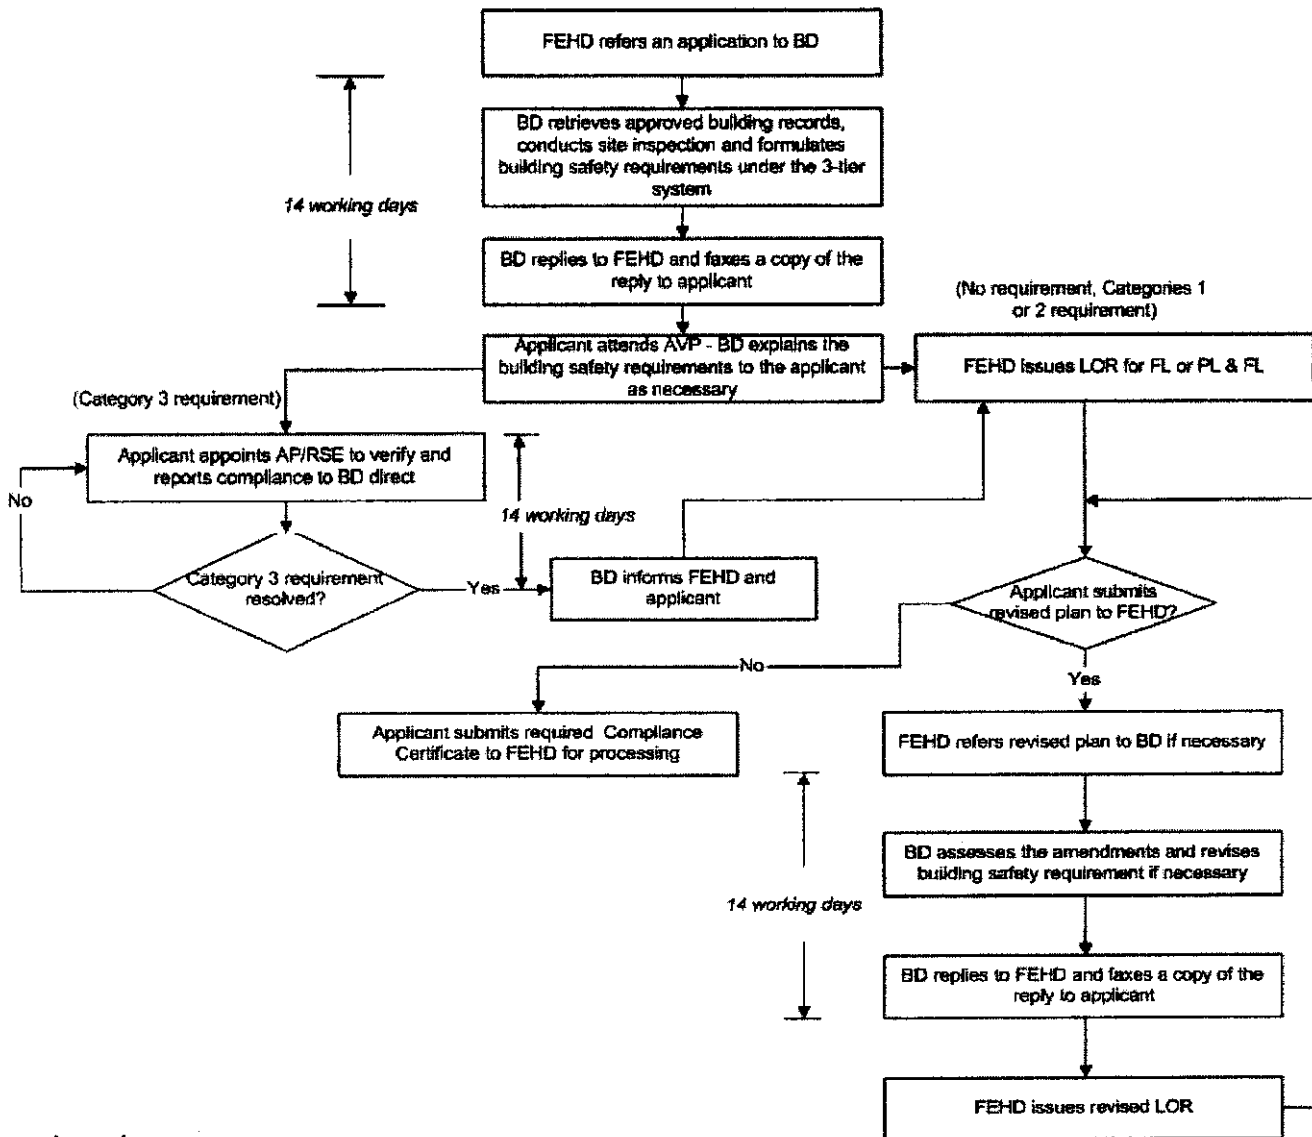 FEHD refers an application to BD
BD retrieves approved building records,
conducts site inspection and formulates
building safety requirements under the 3-tier
system
14 working days
BD replies to FEHD and faxes a copy of the
reply to applicant
(No requirement, Categories 1
or 2 requirement)
Applicant attends AVP - BD explains the
building safety requirements to the applicant
as necessary
FEHD issues LOR for FL or PL & FL
(Category 3 requirement)
Applicant appoints AP/RSE to verify and
reports compliance to BD direct
No
14 working days
Category 3 requirement
resolved?
Yes
BD informs FEHD and
applicant
Applicant submits
revised plan to FEHD?
No
Yes
Applicant submits required Compliance
Certificate to FEHD for processing
FEHD refers revised plan to BD if necessary
BD assesses the amendments and revises
building safety requirement if necessary
14 working days
BD replies to FEHD and faxes a copy of the
reply to applicant
FEHD issues revised LOR